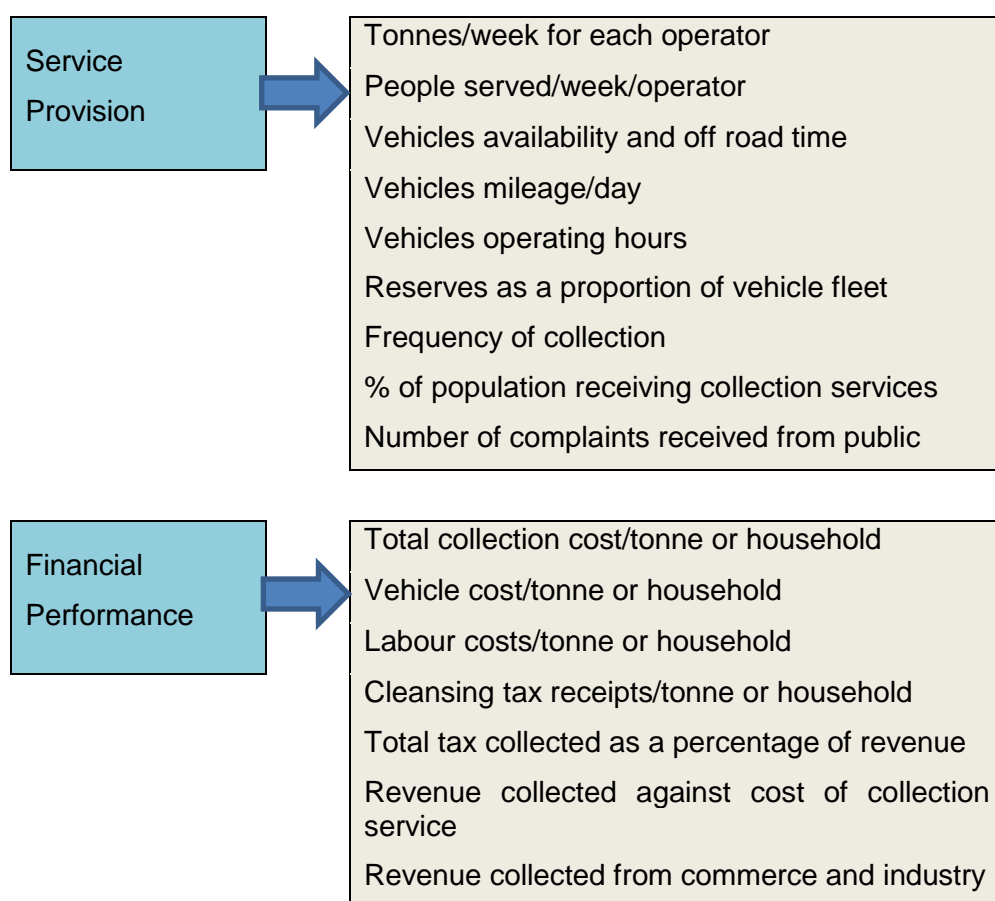 Service
Provision
Tonnes/week for each operator
People served/week/operator
Vehicles availability and off road time
Vehicles mileage/day
Vehicles operating hours
Reserves as a proportion of vehicle fleet
Frequency of collection
% of population receiving collection services
Number of complaints received from public
Financial
Performance
Total collection cost/tonne or household
Vehicle cost/tonne or household
Labour costs/tonne or household
Cleansing tax receipts/tonne or household
Total tax collected as a percentage of revenue
Revenue collected against cost of collection
service
Revenue collected from commerce and industry